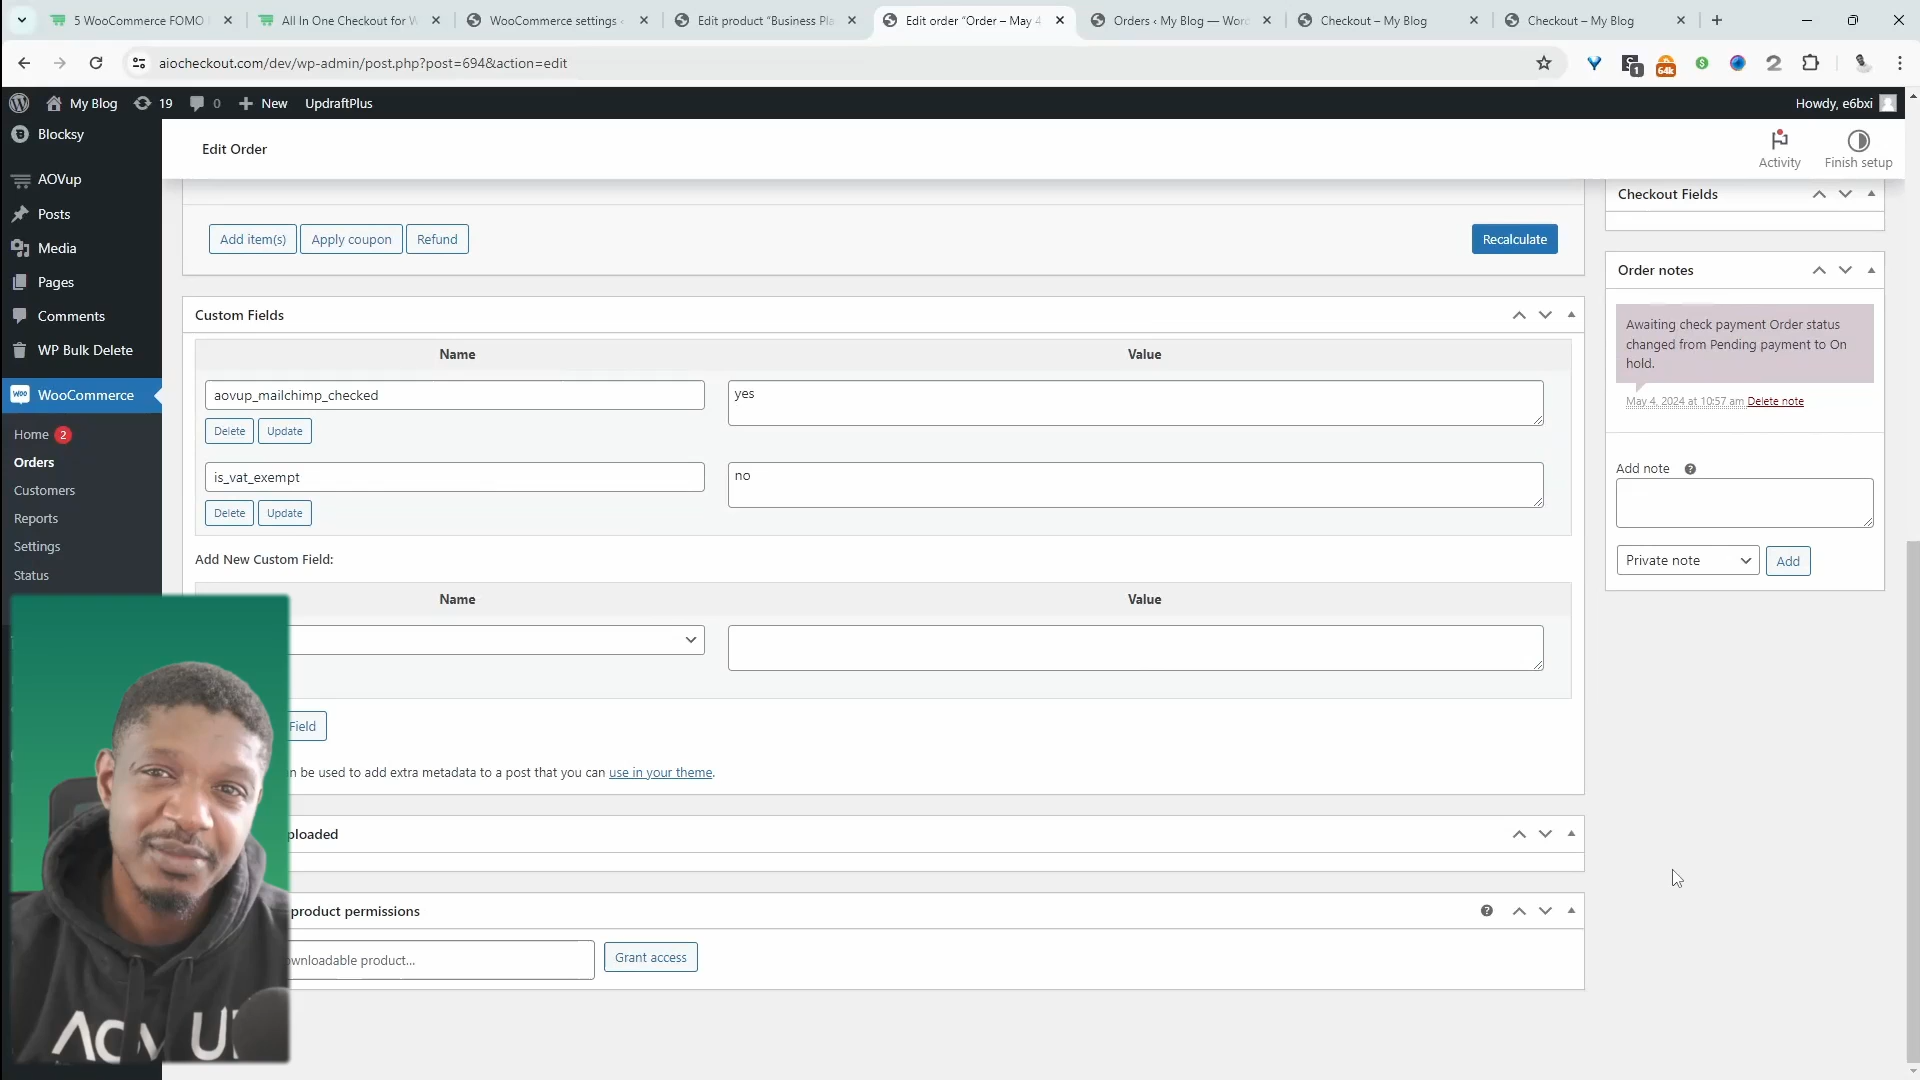 5 WooCommerce FOMO
All In One Checkout for W
WooCommerce settings ‹
Edit product "Business Pla
Edit order "Order – May 4
Orders ‹ My Blog — Word
Checkout – My Blog
Checkout – My Blog
aiocheckout.com/dev/wp-admin/post.php?post=694&action=edit
1
64k
My Blog
19
0
New
UpdraftPlus
Howdy, e6bxi
Blocksy
AOVup
Posts
Media
Pages
Comments
WP Bulk Delete
WooCommerce
Home 2
Orders
Customers
Reports
Settings
Status
Edit Order
Activity
Finish setup
Add item(s)
Apply coupon
Refund
Recalculate
Custom Fields
Name
Value
aovup_mailchimp_checked
yes
Delete
Update
is_vat_exempt
no
Delete
Update
Add New Custom Field:
Name
Value
Field
n be used to add extra metadata to a post that you can use in your theme.
ploaded
product permissions
ownloadable product...
Grant access
Checkout Fields
Order notes
Awaiting check payment Order status
changed from Pending payment to On
hold.
May 4, 2024 at 10:57 am Delete note
Add note
Private note
Add